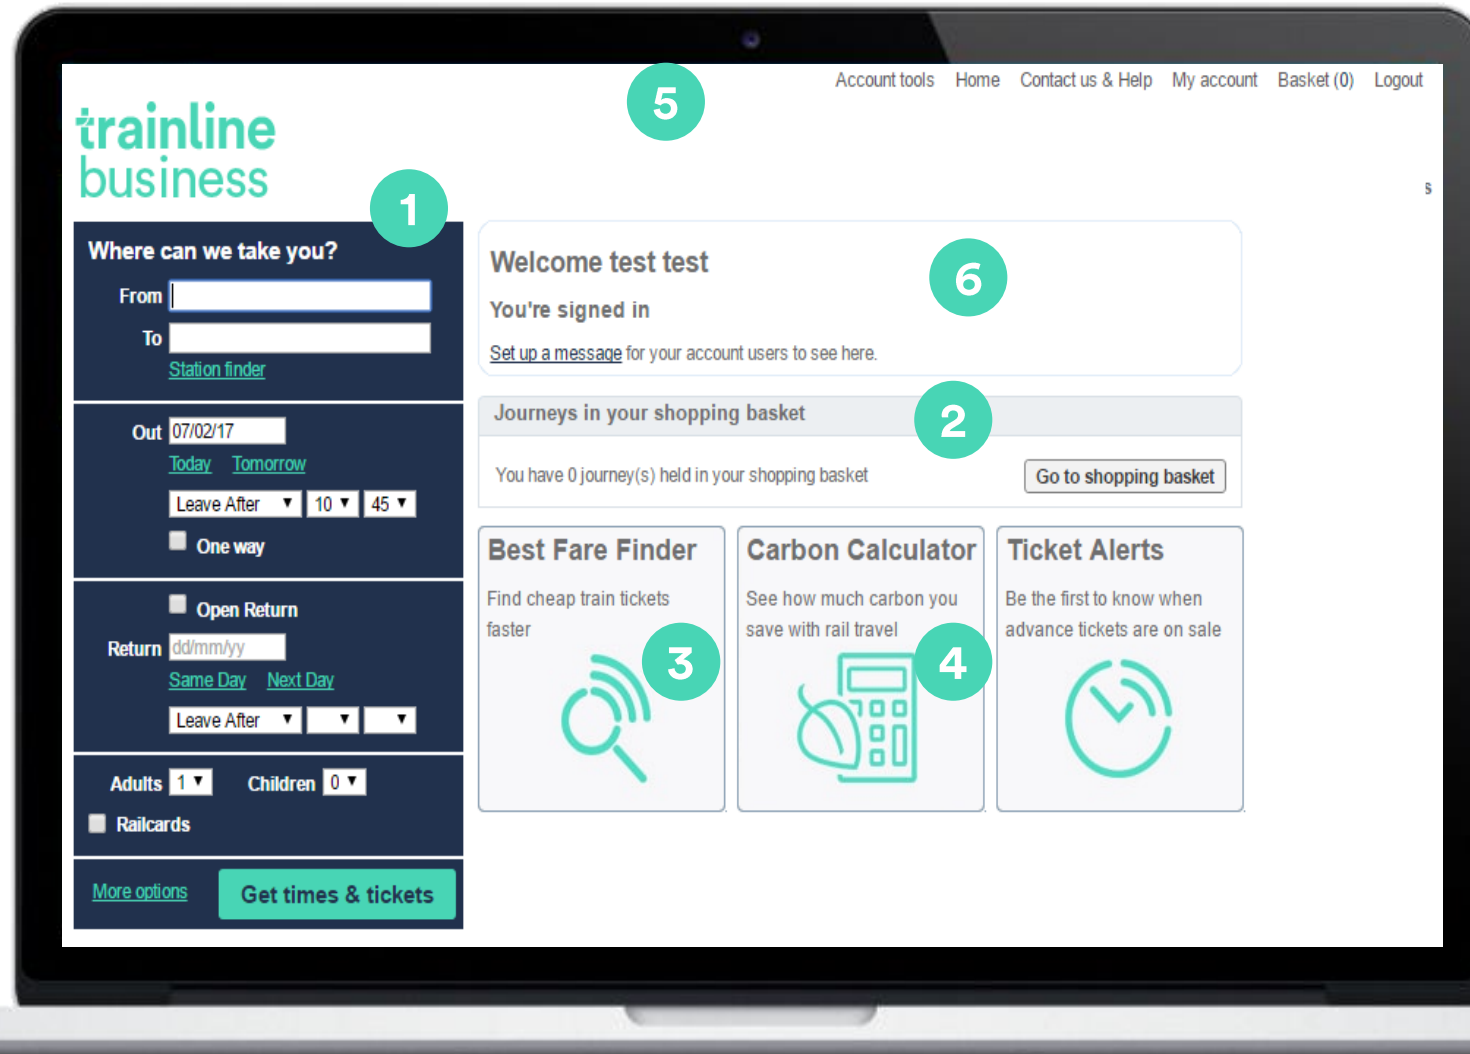 5
Account tools Home Contact us & Help My account Basket (0) Logout
trainline
business
s
1
Where can we take you?
From
To
Station finder
Out 07/02/17
Today Tomorrow
Leave After 10 45
One way
Open Return
Return dd/mm/yy
Same Day Next Day
Leave After
Adults 1 Children 0
Railcards
More options Get times & tickets
Welcome test test
6
You're signed in
Set up a message for your account users to see here.
Journeys in your shopping basket
2
You have 0 journey(s) held in your shopping basket Go to shopping basket
Best Fare Finder
Find cheap train tickets
faster
3
Carbon Calculator
See how much carbon you
save with rail travel
4
Ticket Alerts
Be the first to know when
advance tickets are on sale